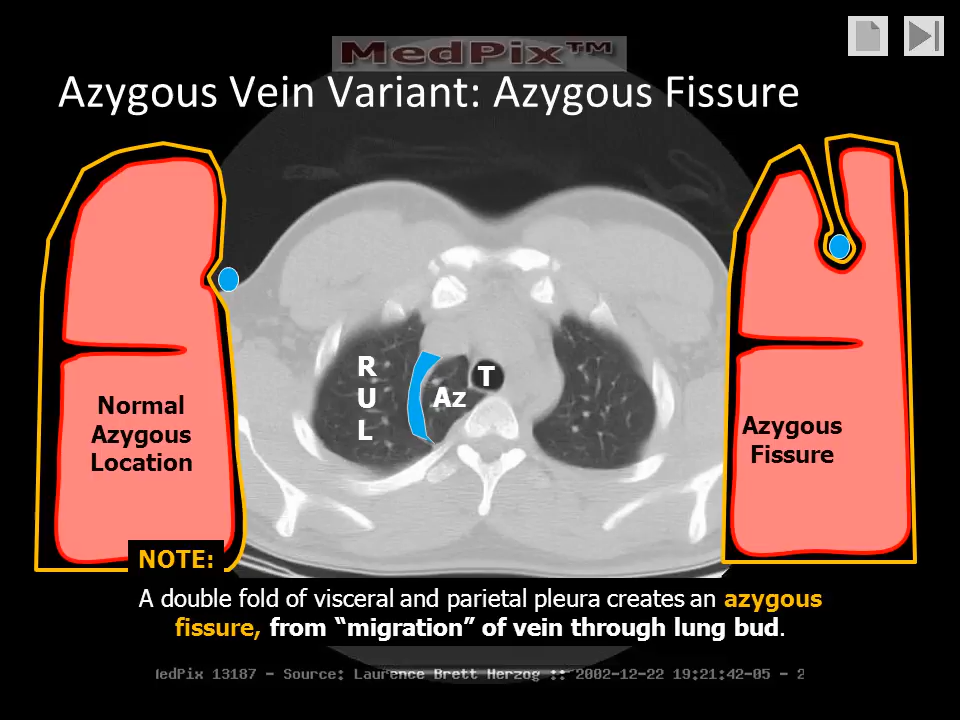 MedPix™
Azygous Vein Variant: Azygous Fissure
R
U
L
Az
T
Normal
Azygous
Location
Azygous
Fissure
NOTE:
A double fold of visceral and parietal pleura creates an azygous
fissure, from “migration” of vein through lung bud.
MedPix 13187 - Source: Laurence Brett Herzog :: 2002-12-22 19:21:42-05 - 2